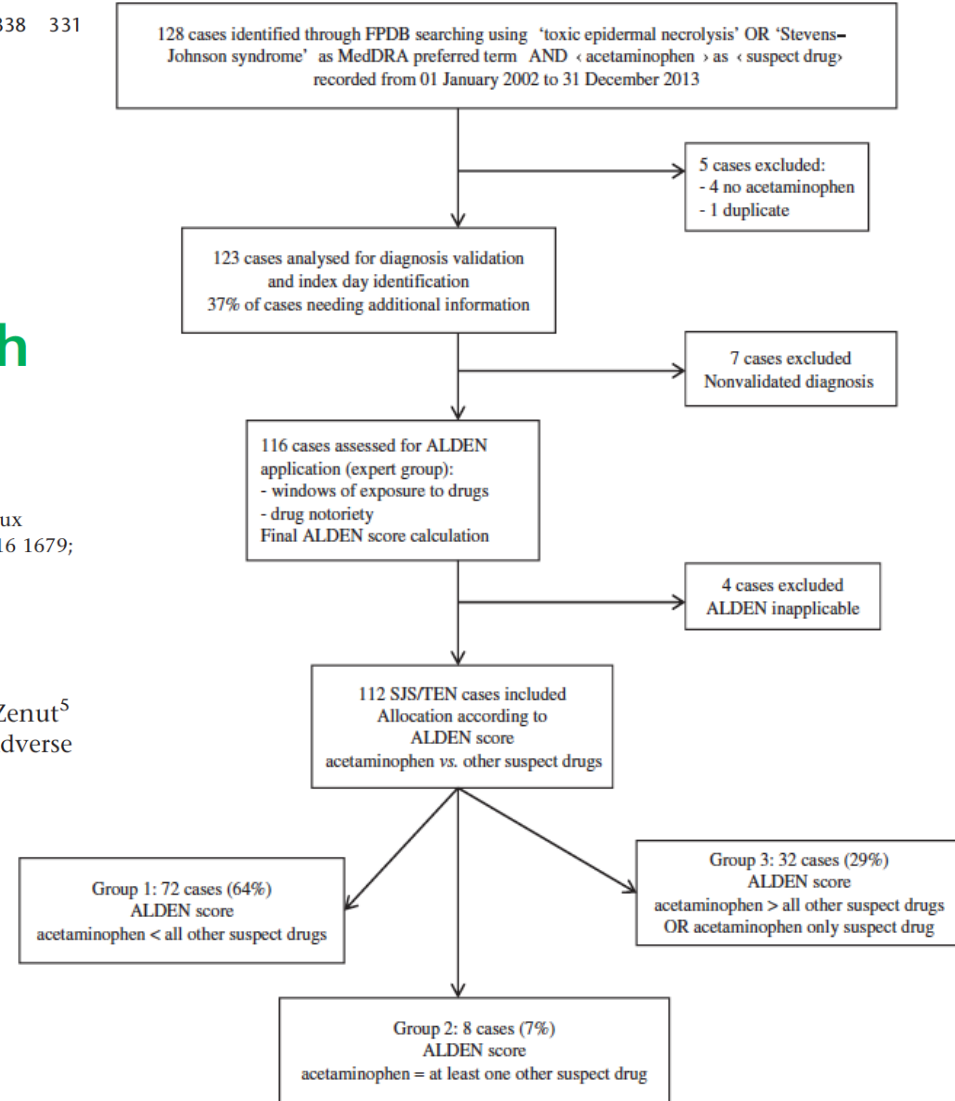 338 331
128 cases identified through FPDB searching using 'toxic epidermal necrolysis' OR 'Stevens–
Johnson syndrome' as MedDRA preferred term AND ‹ acetaminophen › as ‹ suspect drug›
recorded from 01 January 2002 to 31 December 2013
5 cases excluded:
- 4 no acetaminophen
- 1 duplicate
123 cases analysed for diagnosis validation
and index day identification
37% of cases needing additional information
h
7 cases excluded
Nonvalidated diagnosis
116 cases assessed for ALDEN
application (expert group):
- windows of exposure to drugs
- drug notoriety
Final ALDEN score calculation
ux
16 1679;
4 cases excluded
ALDEN inapplicable
112 SJS/TEN cases included
Allocation according to
ALDEN score
acetaminophen vs. other suspect drugs
Zenut5
dverse
Group 1: 72 cases (64%)
ALDEN score
acetaminophen < all other suspect drugs
Group 3: 32 cases (29%)
ALDEN score
acetaminophen > all other suspect drugs
OR acetaminophen only suspect drug
Group 2: 8 cases (7%)
ALDEN score
acetaminophen = at least one other suspect drug